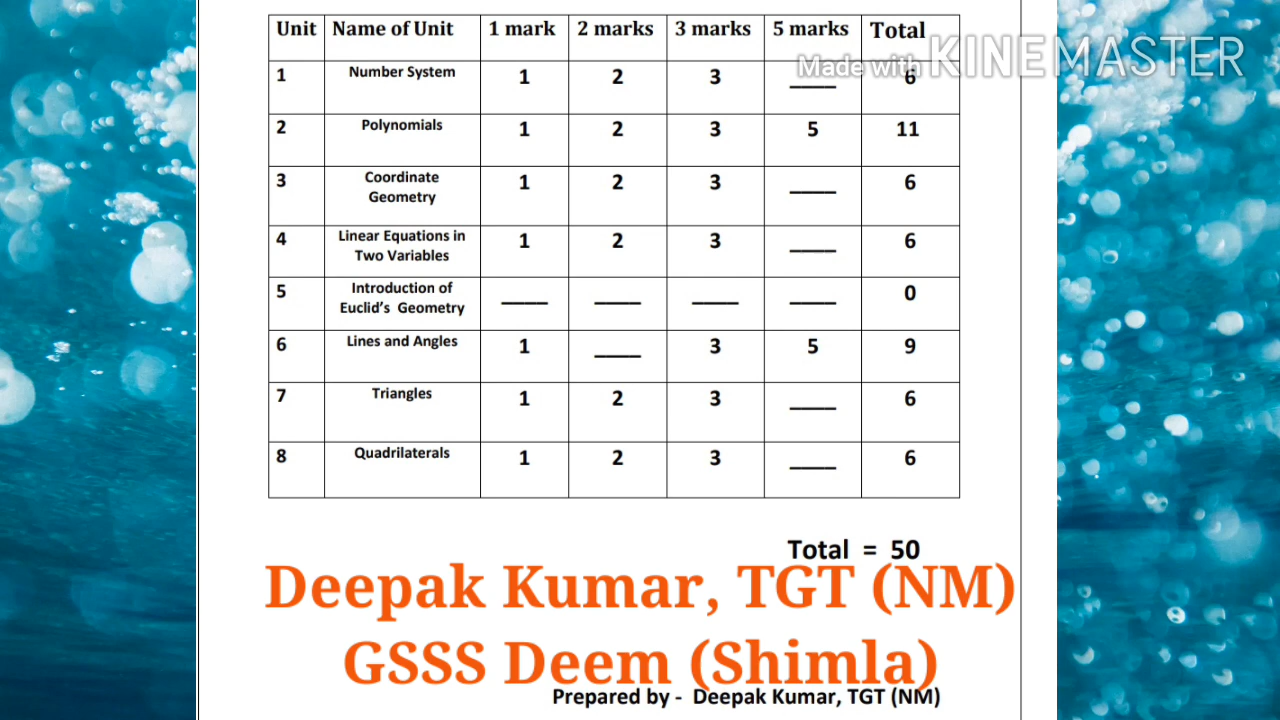 Unit Name of Unit 1 mark 2 marks 3 marks 5 marks Total
Made with KINEMASTER
1 Number System 1 2 3 ____ 6
2 Polynomials 1 2 3 5 11
3 Coordinate Geometry 1 2 3 ____ 6
4 Linear Equations in Two Variables 1 2 3 ____ 6
5 Introduction of Euclid's Geometry ____ ____ ____ ____ 0
6 Lines and Angles 1 ____ 3 5 9
7 Triangles 1 2 3 ____ 6
8 Quadrilaterals 1 2 3 ____ 6
Total = 50
Deepak Kumar, TGT (NM)
GSSS Deem (Shimla)
Prepared by - Deepak Kumar, TGT (NM)